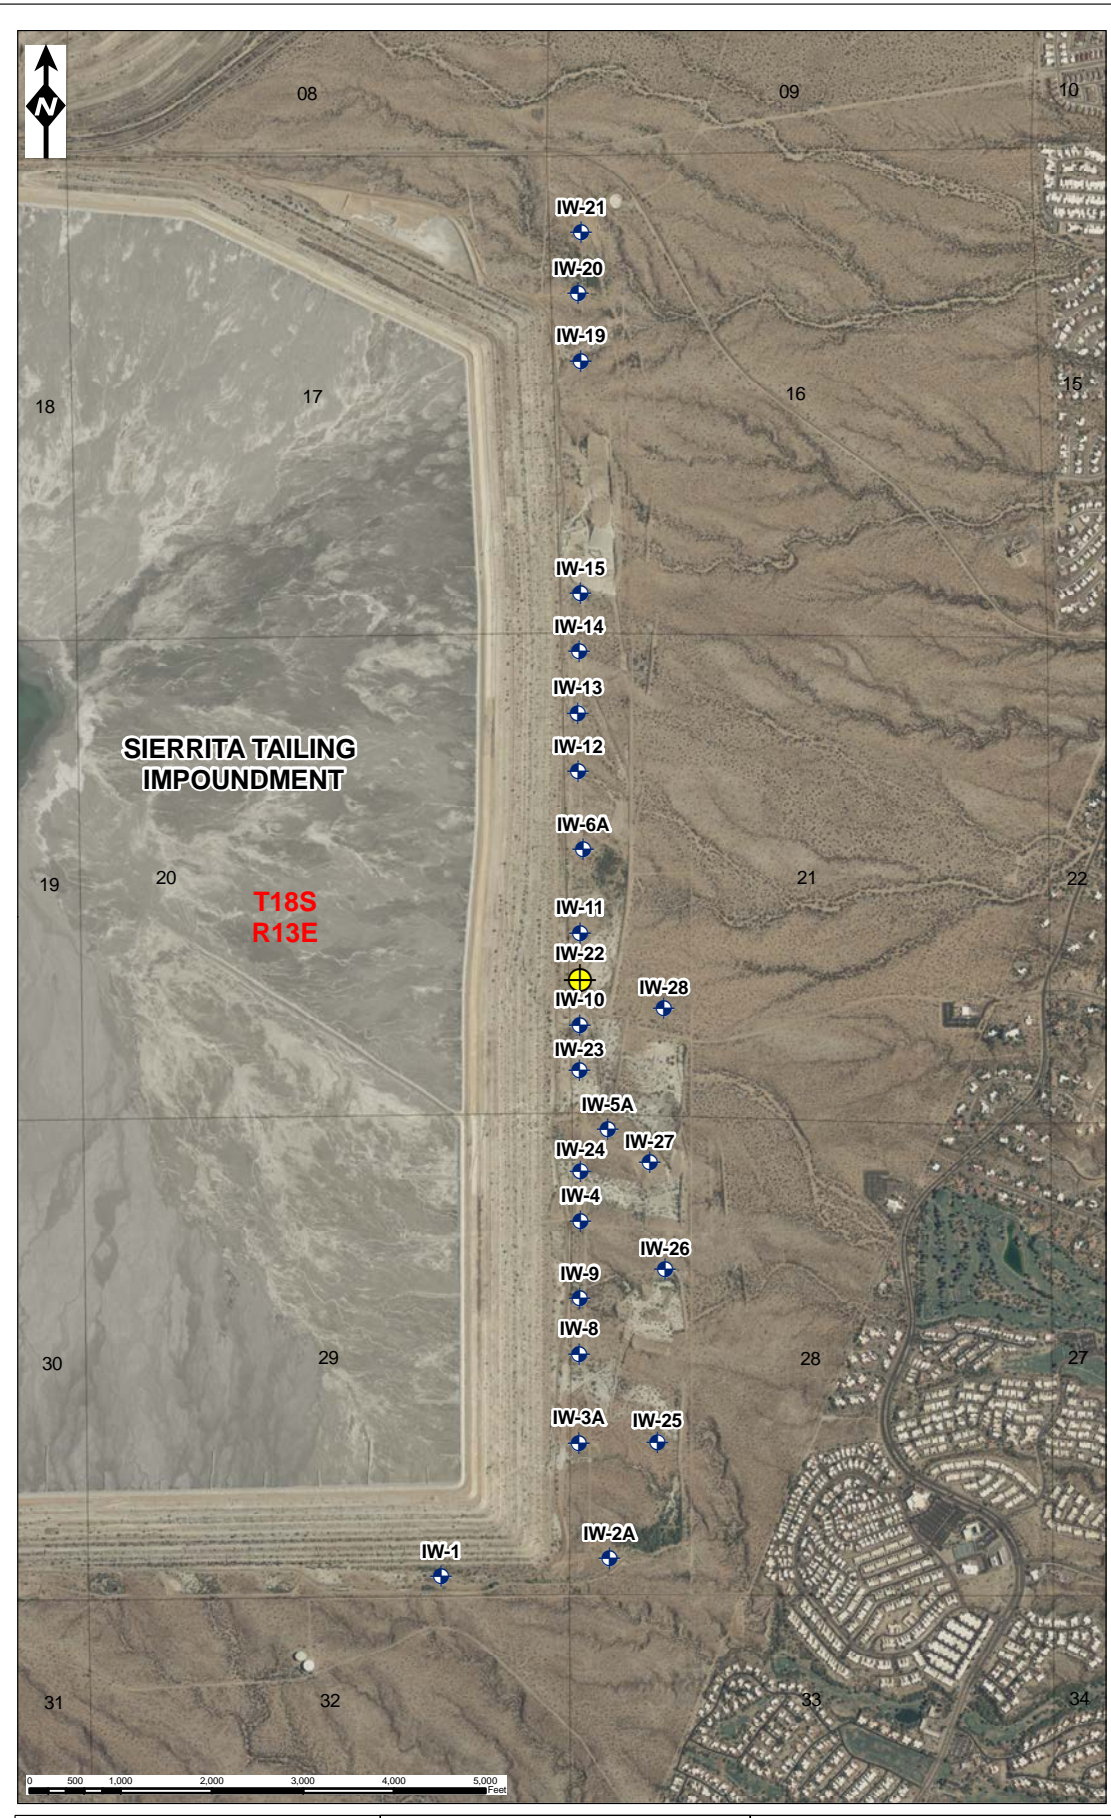 N
08
09
10
IW-21
IW-20
IW-19
18
17
16
15
IW-15
IW-14
IW-13
IW-12
SIERRITA TAILING
IMPOUNDMENT
IW-6A
19
20
21
22
T18S
R13E
IW-11
IW-22
IW-28
IW-10
IW-23
IW-5A
IW-27
IW-24
IW-4
IW-26
IW-9
IW-8
30
29
28
27
IW-3A
IW-25
IW-2A
IW-1
31
32
33
34
0 500 1,000 2,000 3,000 4,000 5,000
Feet